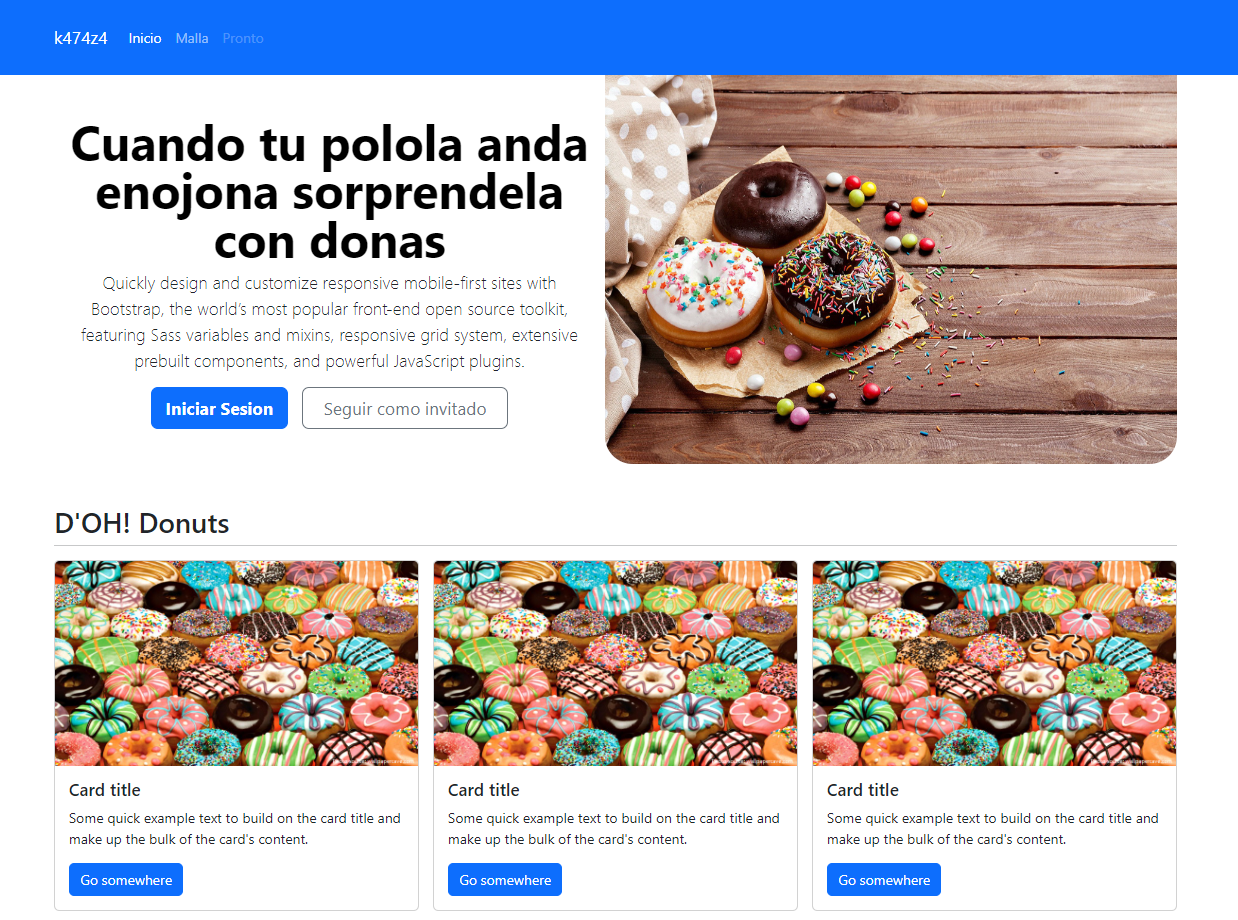 k474z4 Inicio Malla Pronto
Cuando tu polola anda
enojona sorprendela
con donas
Quickly design and customize responsive mobile-first sites with
Bootstrap, the world’s most popular front-end open source toolkit,
featuring Sass variables and mixins, responsive grid system, extensive
prebuilt components, and powerful JavaScript plugins.
Iniciar Sesion Seguir como invitado
D'OH! Donuts
Card title
Some quick example text to build on the card title and
make up the bulk of the card's content.
Go somewhere
Card title
Some quick example text to build on the card title and
make up the bulk of the card's content.
Go somewhere
Card title
Some quick example text to build on the card title and
make up the bulk of the card's content.
Go somewhere